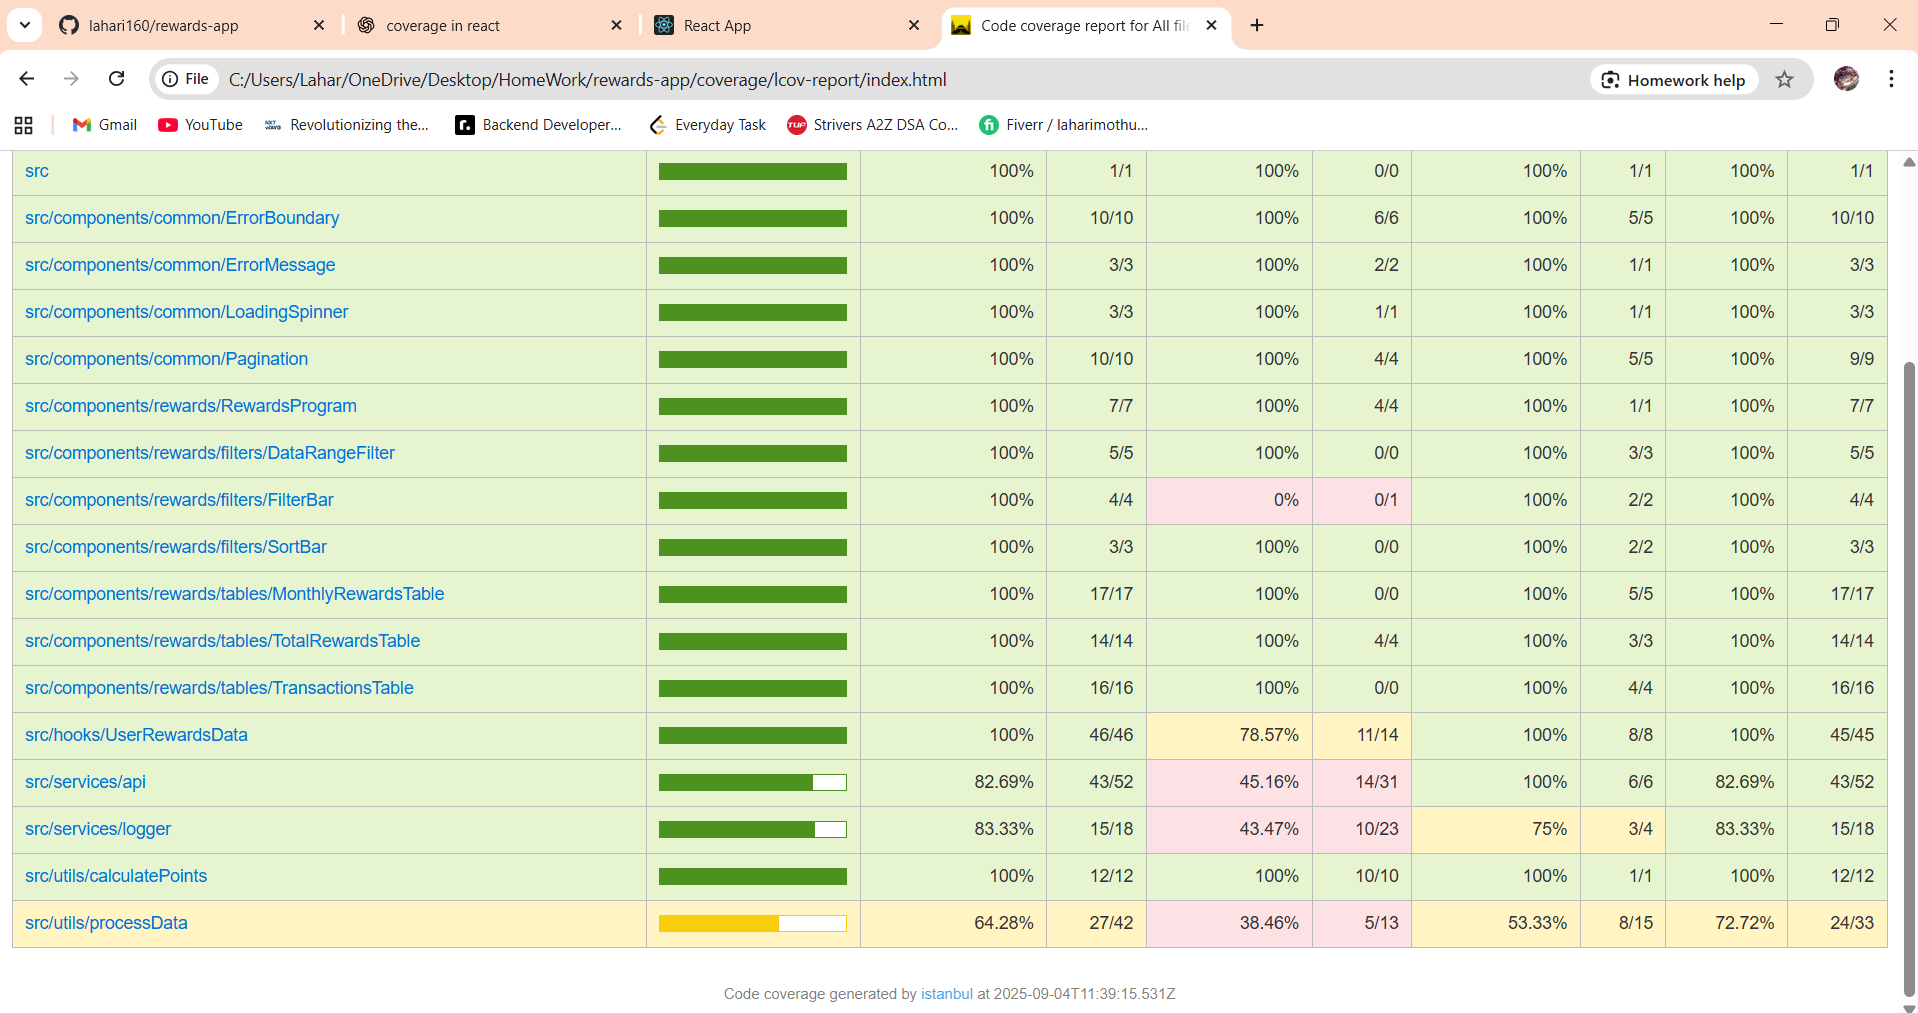 lahari160/rewards-app
coverage in react
React App
Code coverage report for All file
File
C:/Users/Lahar/OneDrive/Desktop/HomeWork/rewards-app/coverage/lcov-report/index.html
Homework help
Gmail
YouTube
Revolutionizing the...
Backend Developer...
Everyday Task
TUF
Strivers A2Z DSA Co...
fi
Fiverr / laharimothu...
src 100% 1/1 100% 0/0 100% 1/1 100% 1/1
src/components/common/ErrorBoundary 100% 10/10 100% 6/6 100% 5/5 100% 10/10
src/components/common/ErrorMessage 100% 3/3 100% 2/2 100% 1/1 100% 3/3
src/components/common/LoadingSpinner 100% 3/3 100% 1/1 100% 1/1 100% 3/3
src/components/common/Pagination 100% 10/10 100% 4/4 100% 5/5 100% 9/9
src/components/rewards/RewardsProgram 100% 7/7 100% 4/4 100% 1/1 100% 7/7
src/components/rewards/filters/DataRangeFilter 100% 5/5 100% 0/0 100% 3/3 100% 5/5
src/components/rewards/filters/FilterBar 100% 4/4 0% 0/1 100% 2/2 100% 4/4
src/components/rewards/filters/SortBar 100% 3/3 100% 0/0 100% 2/2 100% 3/3
src/components/rewards/tables/MonthlyRewardsTable 100% 17/17 100% 0/0 100% 5/5 100% 17/17
src/components/rewards/tables/TotalRewardsTable 100% 14/14 100% 4/4 100% 3/3 100% 14/14
src/components/rewards/tables/TransactionsTable 100% 16/16 100% 0/0 100% 4/4 100% 16/16
src/hooks/UserRewardsData 100% 46/46 78.57% 11/14 100% 8/8 100% 45/45
src/services/api 82.69% 43/52 45.16% 14/31 100% 6/6 82.69% 43/52
src/services/logger 83.33% 15/18 43.47% 10/23 75% 3/4 83.33% 15/18
src/utils/calculatePoints 100% 12/12 100% 10/10 100% 1/1 100% 12/12
src/utils/processData 64.28% 27/42 38.46% 5/13 53.33% 8/15 72.72% 24/33
Code coverage generated by istanbul at 2025-09-04T11:39:15.531Z